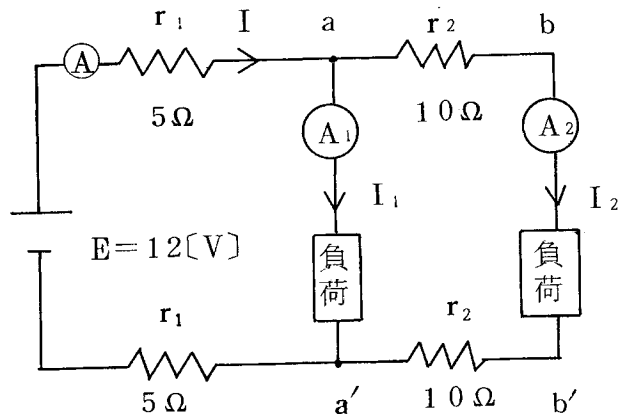 r₁ I a r₂ b
A
5Ω 10Ω
A₁ A₂
I₁ I₂
E=12〔V〕
負荷 負荷
r₁ r₂
5Ω a′ 10Ω b′